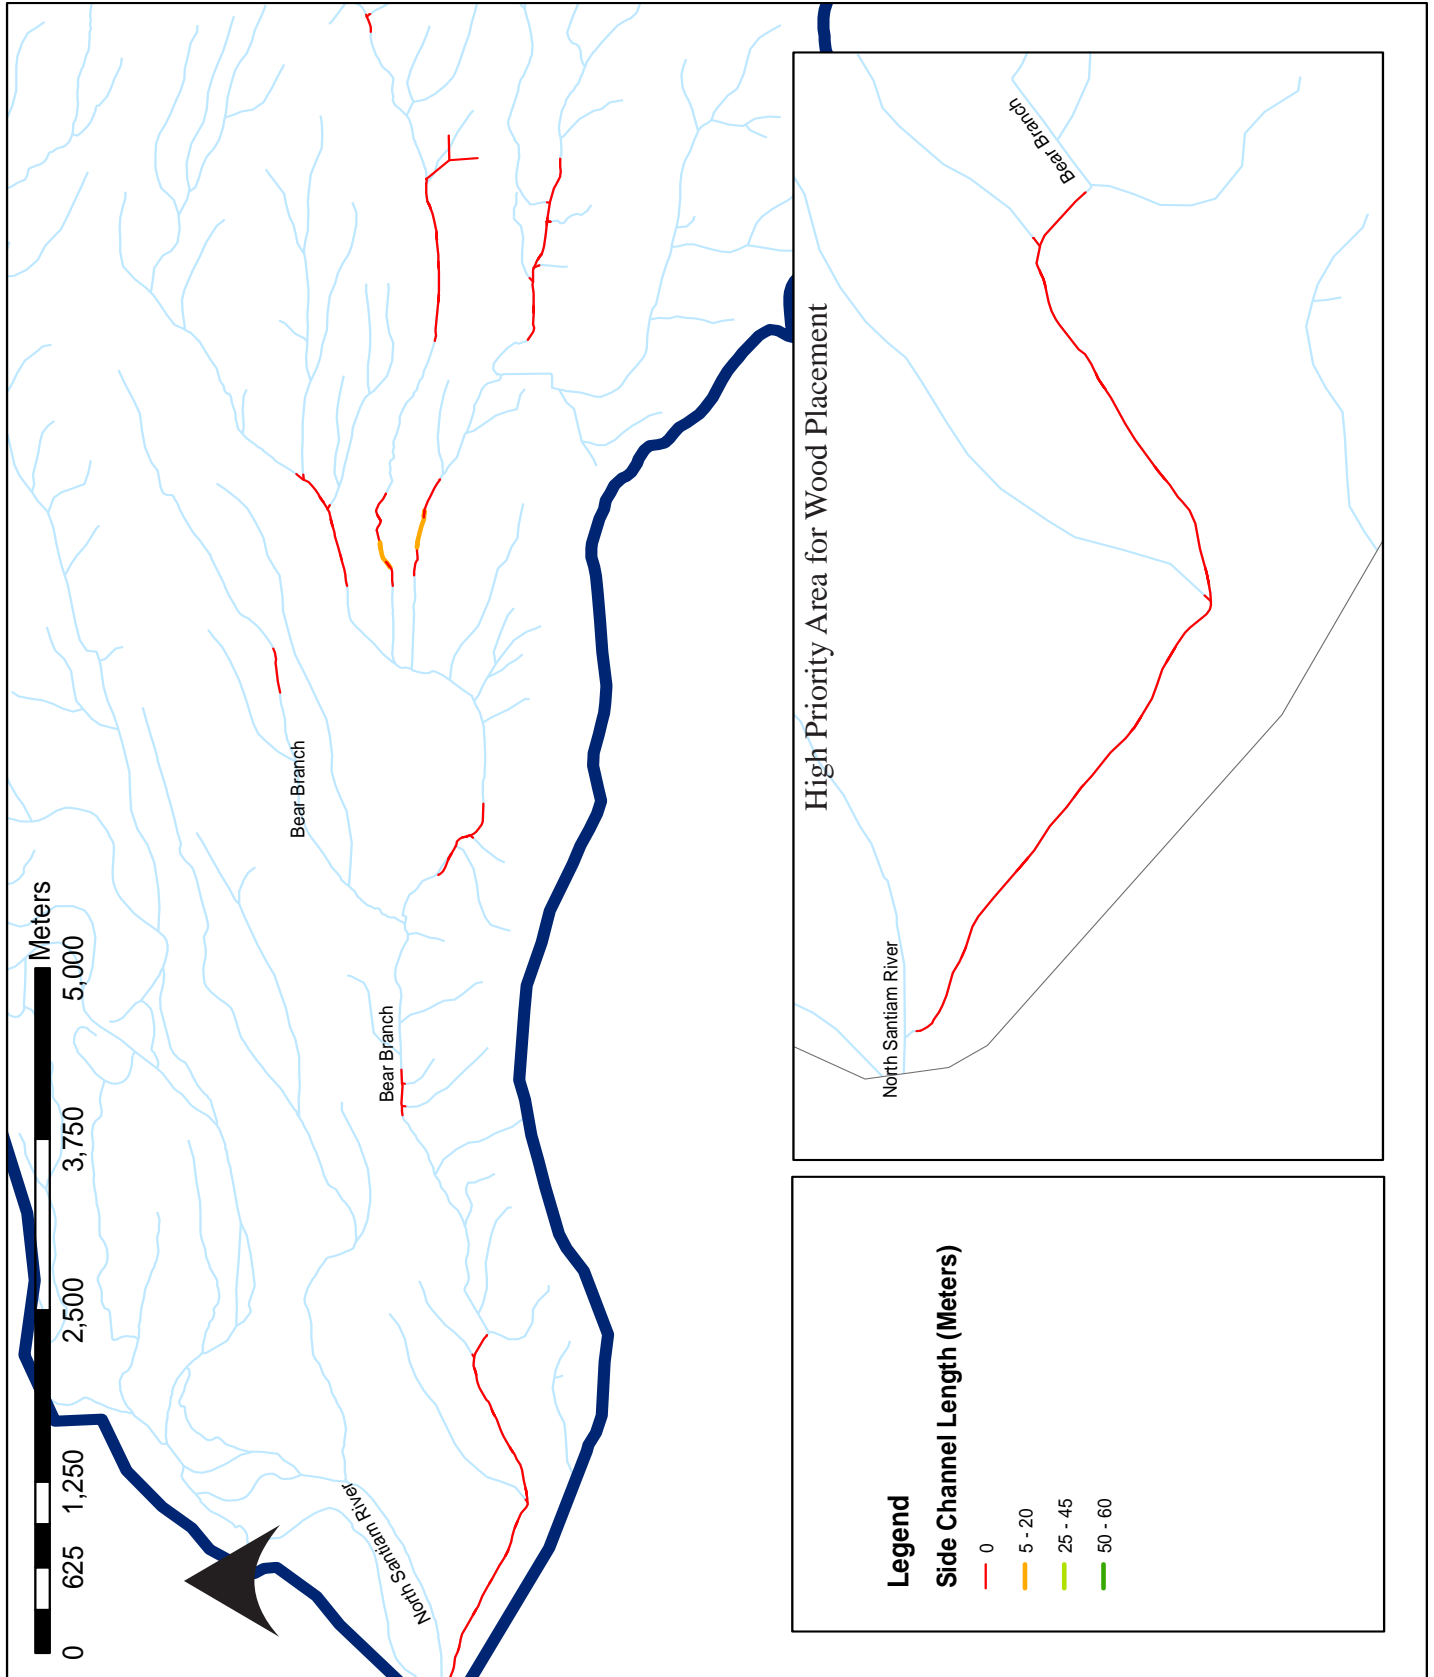 Meters
0 625 1,250 2,500 3,750 5,000
Bear Branch
Bear Branch
North Santiam River
High Priority Area for Wood Placement
Bear Branch
North Santiam River
Legend
Side Channel Length (Meters)
0
5 - 20
25 - 45
50 - 60